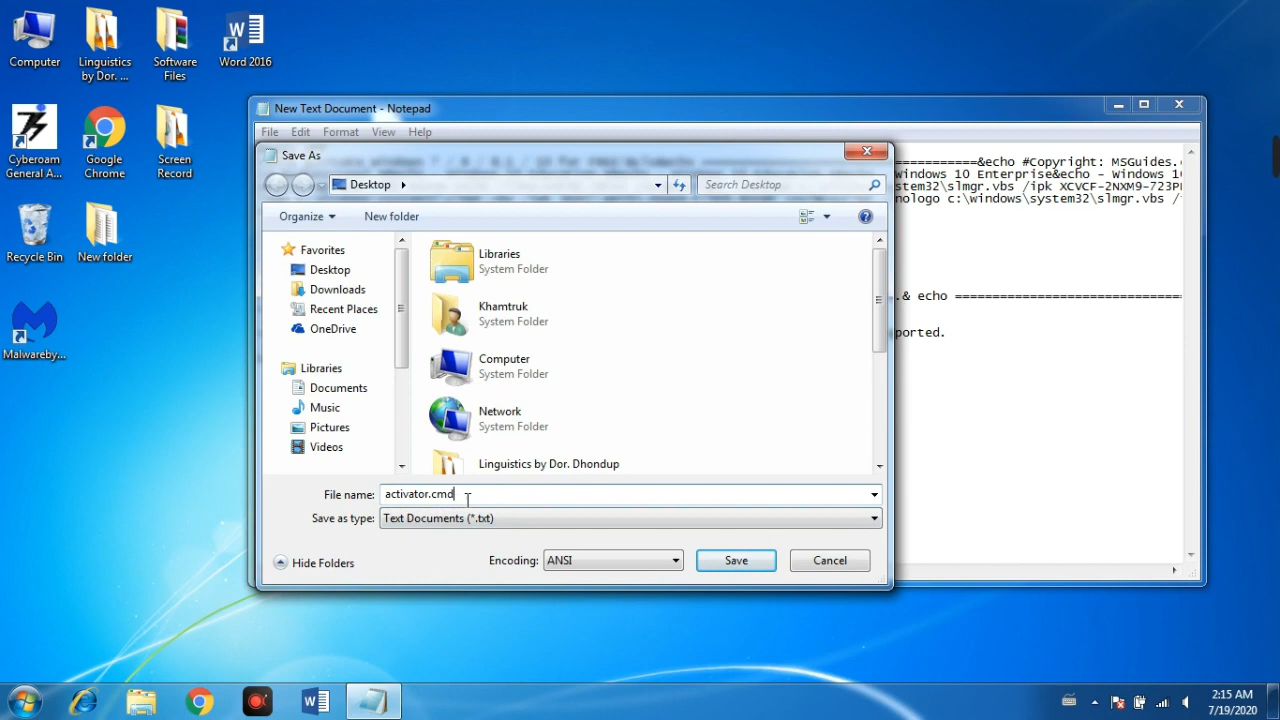 Computer
Linguistics
by Dor. ...
Software
Files
Word 2016
Cyberoam
General A...
Google
Chrome
Screen
Record
Recycle Bin
New folder
Malwareby...
New Text Document - Notepad
File Edit Format View Help
============&echo #Copyright: MSGuides.
windows 10 Enterprise&echo - Windows 10
stem32\slmgr.vbs /ipk XCVCF-2NXM9-723P
nologo c:\windows\system32\slmgr.vbs /
.& echo ==============================
ported.
Save As
Desktop
Search Desktop
Organize
New folder
Favorites
Desktop
Downloads
Recent Places
OneDrive
Libraries
Documents
Music
Pictures
Videos
Libraries
System Folder
Khamtruk
System Folder
Computer
System Folder
Network
System Folder
Linguistics by Dor. Dhondup
File name: activator.cmd
Save as type: Text Documents (*.txt)
Hide Folders
Encoding: ANSI
Save
Cancel
2:15 AM
7/19/2020